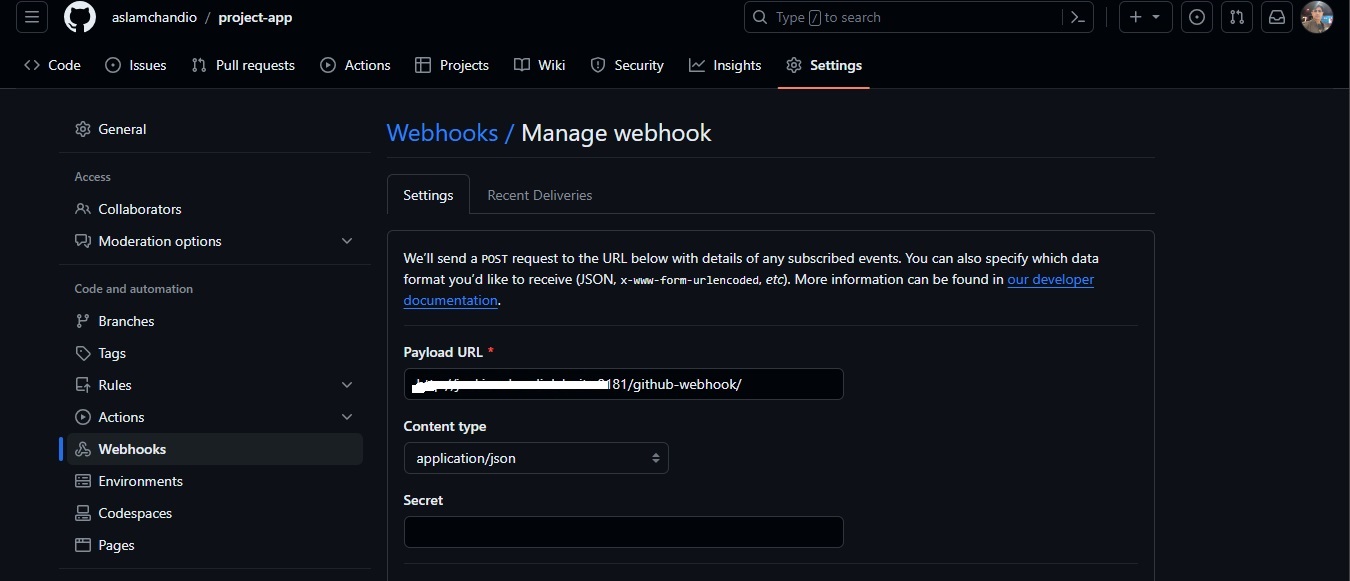 aslamchandio / project-app
Type / to search
Code
Issues
Pull requests
Actions
Projects
Wiki
Security
Insights
Settings
General
Access
Collaborators
Moderation options
Code and automation
Branches
Tags
Rules
Actions
Webhooks
Environments
Codespaces
Pages
Webhooks / Manage webhook
Settings
Recent Deliveries
We'll send a POST request to the URL below with details of any subscribed events. You can also specify which data
format you'd like to receive (JSON, x-www-form-urlencoded, etc). More information can be found in our developer
documentation.
Payload URL *
181/github-webhook/
Content type
application/json
Secret